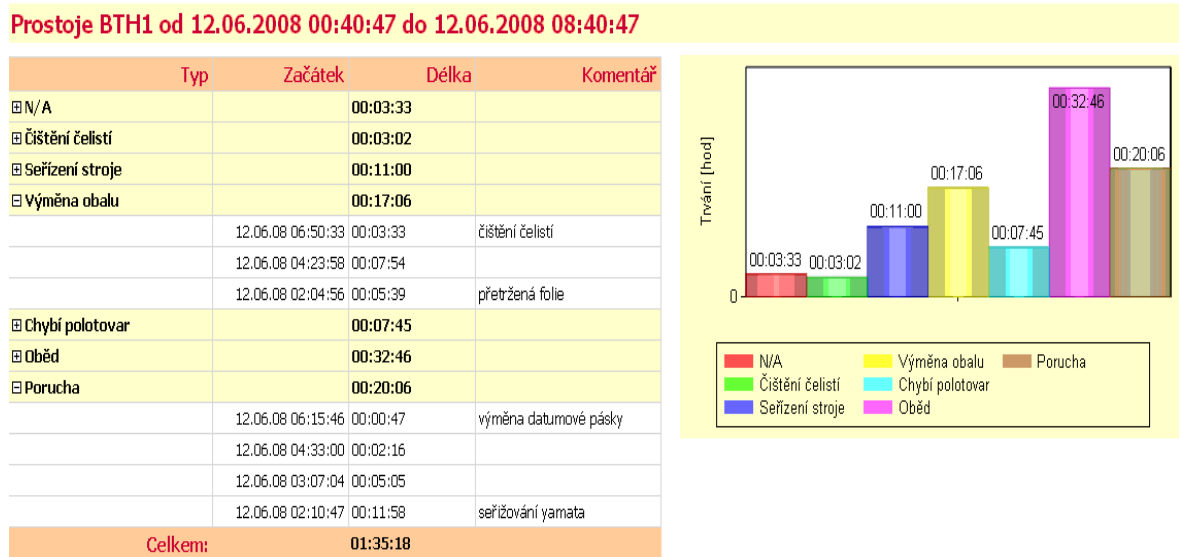 Prostoje BTH1 od 12.06.2008 00:40:47 do 12.06.2008 08:40:47
Typ Začátek Délka Komentář
N/A 00:03:33
Čištění čelistí 00:03:02
Seřízení stroje 00:11:00
Výměna obalu 00:17:06
12.06.08 06:50:33 00:03:33 čištění čelistí
12.06.08 04:23:58 00:07:54
12.06.08 02:04:56 00:05:39 přetržená folie
Chybí polotovar 00:07:45
Oběd 00:32:46
Porucha 00:20:06
12.06.08 06:15:46 00:00:47 výměna datumové pásky
12.06.08 04:33:00 00:02:16
12.06.08 03:07:04 00:05:05
12.06.08 02:10:47 00:11:58 seřižování yamata
Celkem: 01:35:18
Trvání [hod]
0
00:03:33
00:03:02
00:11:00
00:17:06
00:07:45
00:32:46
00:20:06
N/A Výměna obalu Porucha
Čištění čelistí Chybí polotovar
Seřízení stroje Oběd